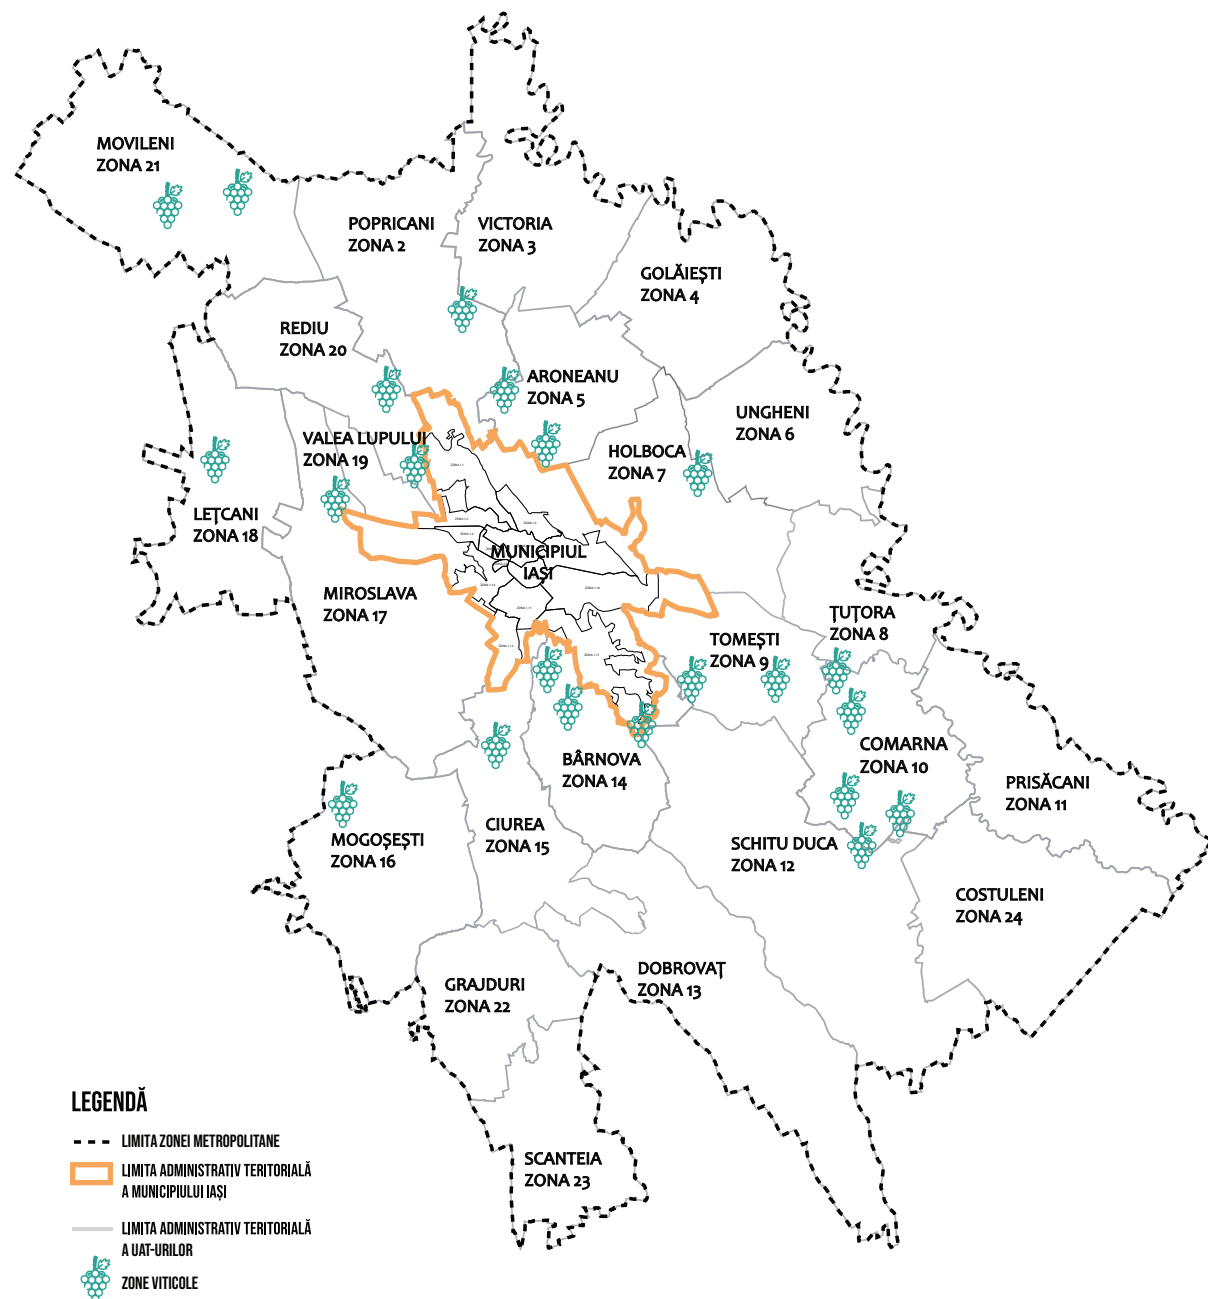 MOVILENI
ZONA 21
POPRICANI
ZONA 2
VICTORIA
ZONA 3
GOLĂIEȘTI
ZONA 4
REDIU
ZONA 20
ARONEANU
ZONA 5
UNGHENI
ZONA 6
VALEA LUPULUI
ZONA 19
HOLBOCA
ZONA 7
LEȚCANI
ZONA 18
MUNICIPIUL
IAȘI
MIROSLAVA
ZONA 17
ȚUȚORA
ZONA 8
TOMEȘTI
ZONA 9
COMARNA
ZONA 10
BÂRNOVA
ZONA 14
PRISĂCANI
ZONA 11
CIUREA
ZONA 15
MOGOȘEȘTI
ZONA 16
SCHITU DUCA
ZONA 12
COSTULENI
ZONA 24
DOBROVAȚ
ZONA 13
GRAJDURI
ZONA 22
SCANTEIA
ZONA 23
LEGENDĂ
LIMITA ZONEI METROPOLITANE
LIMITA ADMINISTRATIV TERITORIALĂ
A MUNICIPIULUI IAȘI
LIMITA ADMINISTRATIV TERITORIALĂ
A UAT-URILOR
ZONE VITICOLE